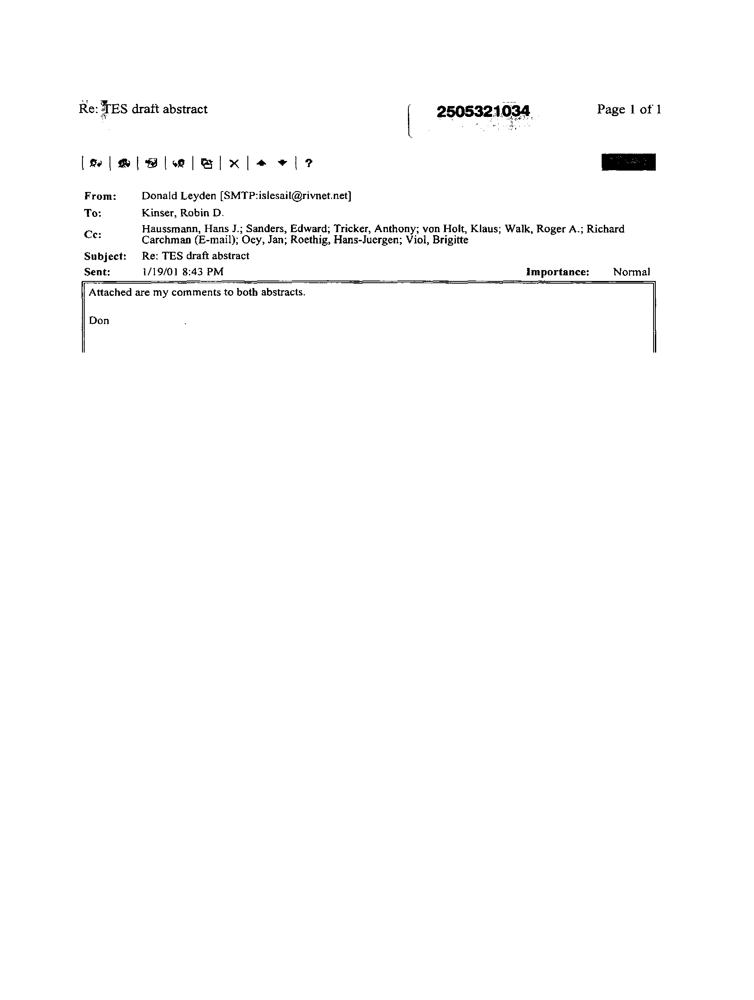 Re: TES draft abstract
2505321034
Page 1 of 1
?
From: Donald Leyden [SMTP:islesail@rivnet.net]
To: Kinser, Robin D.
Cc: Haussmann, Hans J.; Sanders, Edward; Tricker, Anthony; von Holt, Klaus; Walk, Roger A.; Richard
Carchman (E-mail); Oey, Jan; Roethig, Hans-Juergen; Viol, Brigitte
Subject: Re: TES draft abstract
Sent: 1/19/01 8:43 PM Importance: Normal
Attached are my comments to both abstracts.
Don